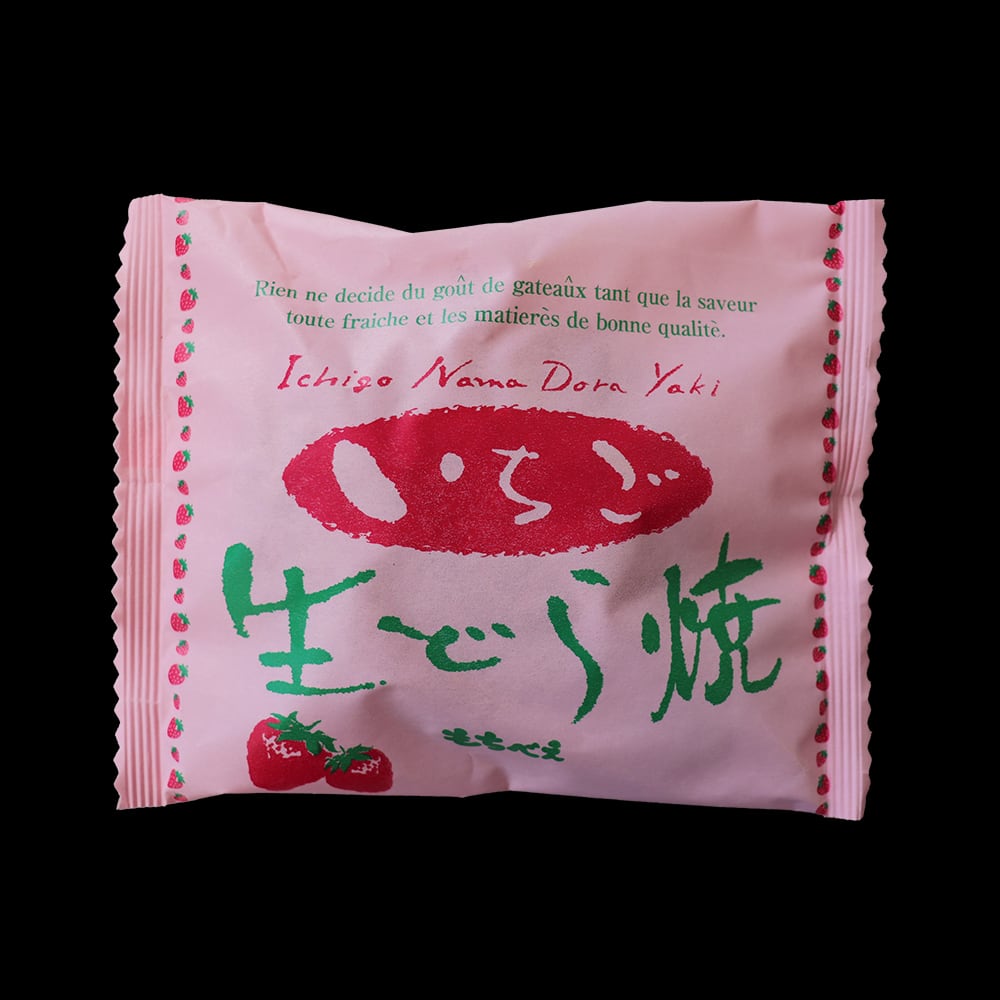 Rien ne decide du goût de gateaûx tant que la saveur
toute fraiche et les matierès de bonne qualitè.
Ichigo Nama Dora Yaki
いちご
生どら焼
もちべえ